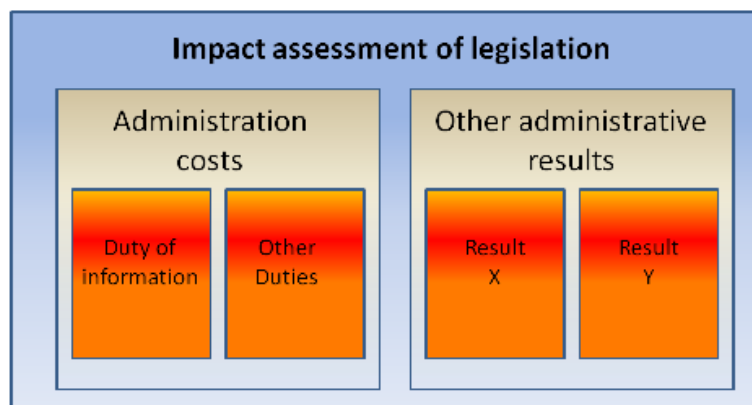 Impact assessment of legislation
Administration
costs
Other administrative
results
Duty of
information
Other
Duties
Result
X
Result
Y